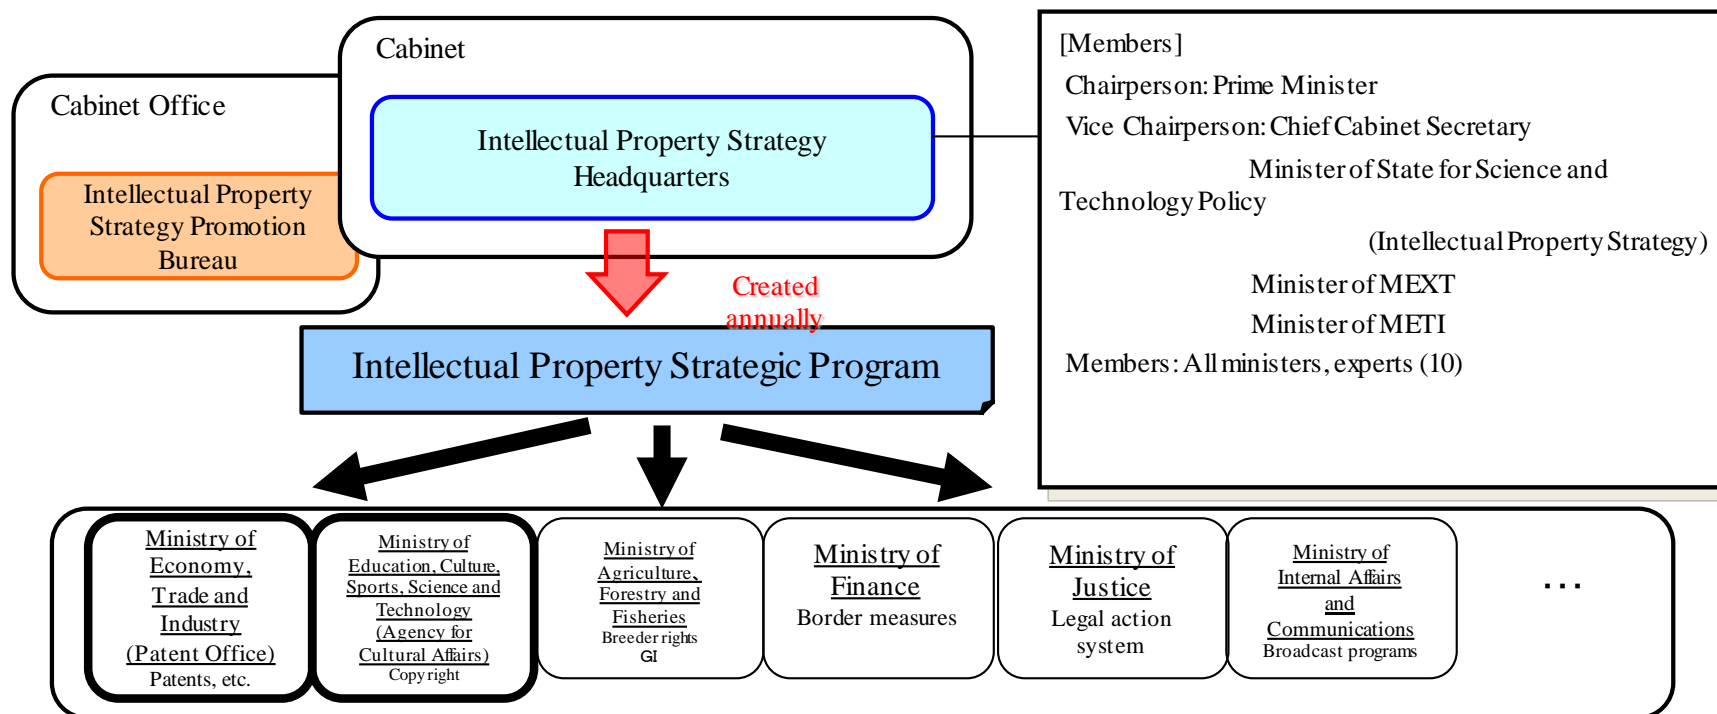 Cabinet
Cabinet Office
Intellectual Property Strategy
Headquarters
Intellectual Property
Strategy Promotion
Bureau
[Members]
Chairperson: Prime Minister
Vice Chairperson: Chief Cabinet Secretary
Minister of State for Science and
Technology Policy
(Intellectual Property Strategy)
Minister of MEXT
Minister of METI
Members: All ministers, experts (10)
Created
annually
Intellectual Property Strategic Program
Ministry of
Economy,
Trade and
Industry
(Patent Office)
Patents, etc.
Ministry of
Education, Culture,
Sports, Science and
Technology
(Agency for
Cultural Affairs)
Copyright
Ministry of
Agriculture、
Forestry and
Fisheries
Breeder rights
GI
Ministry of
Finance
Border measures
Ministry of
Justice
Legal action
system
Ministry of
Internal Affairs
and
Communications
Broadcast programs
…